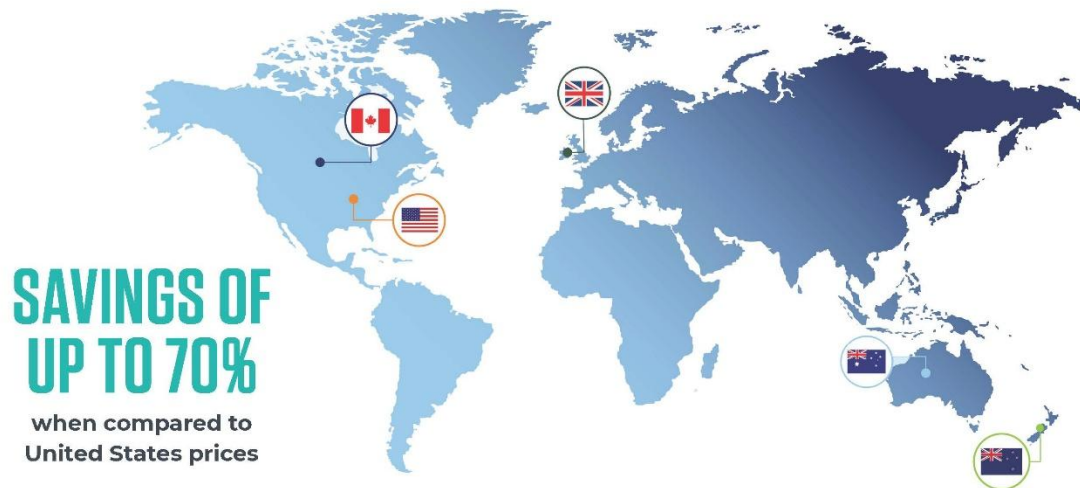 SAVINGS OF
UP TO 70%
when compared to
United States prices